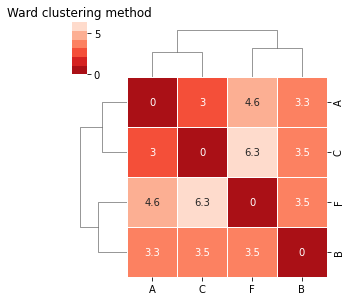 Ward clustering method
5
0
0 3 4.6 3.3 A
3 0 6.3 3.5 C
4.6 6.3 0 3.5 F
3.3 3.5 3.5 0 B
A C F B